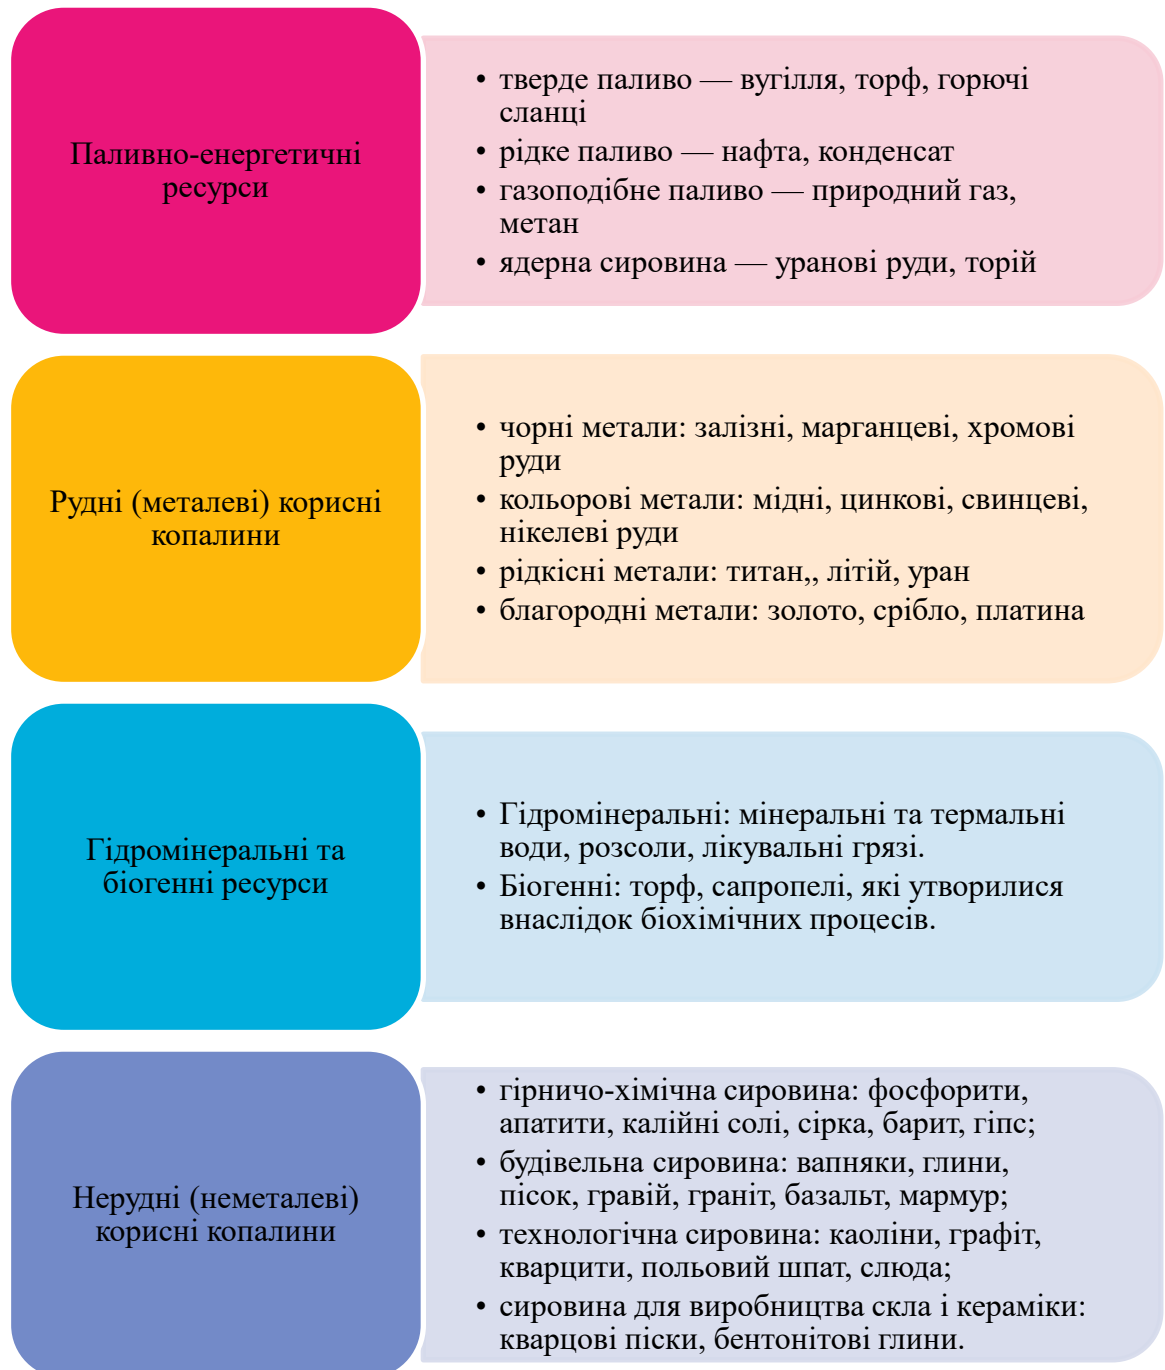 Паливно-енергетичні
ресурси
• тверде паливо — вугілля, торф, горючі
сланці
• рідке паливо — нафта, конденсат
• газоподібне паливо — природний газ,
метан
• ядерна сировина — уранові руди, торій
Рудні (металеві) корисні
копалини
• чорні метали: залізні, марганцеві, хромові
руди
• кольорові метали: мідні, цинкові, свинцеві,
нікелеві руди
• рідкісні метали: титан,, літій, уран
• благородні метали: золото, срібло, платина
Гідромінеральні та
біогенні ресурси
• Гідромінеральні: мінеральні та термальні
води, розсоли, лікувальні грязі.
• Біогенні: торф, сапропелі, які утворилися
внаслідок біохімічних процесів.
Нерудні (неметалеві)
корисні копалини
• гірничо-хімічна сировина: фосфорити,
апатити, калійні солі, сірка, барит, гіпс;
• будівельна сировина: вапняки, глини,
пісок, гравій, граніт, базальт, мармур;
• технологічна сировина: каоліни, графіт,
кварцити, польовий шпат, слюда;
• сировина для виробництва скла і кераміки:
кварцові піски, бентонітові глини.